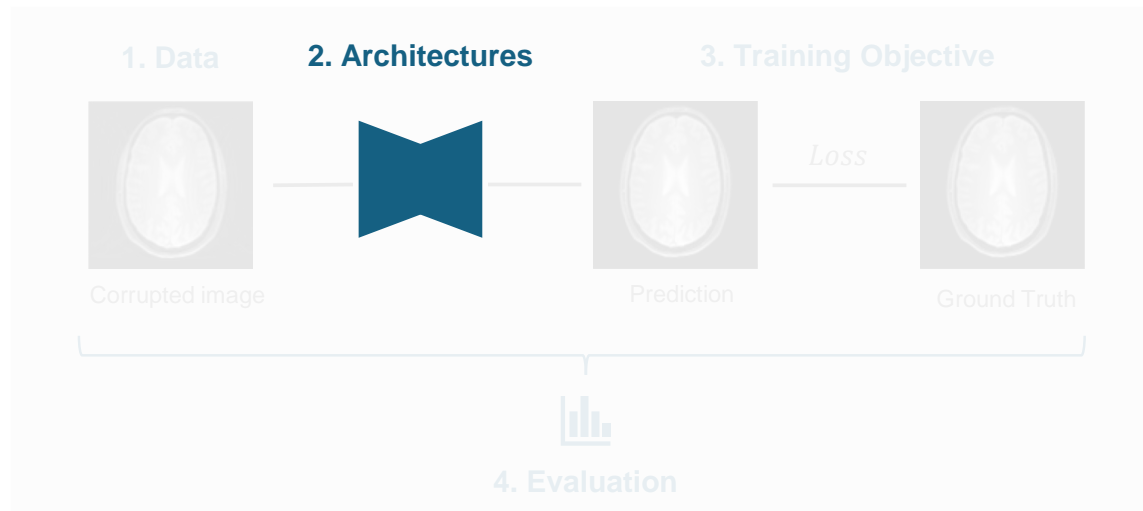 1. Data
2. Architectures
3. Training Objective
Loss
Corrupted image
Prediction
Ground Truth
4. Evaluation